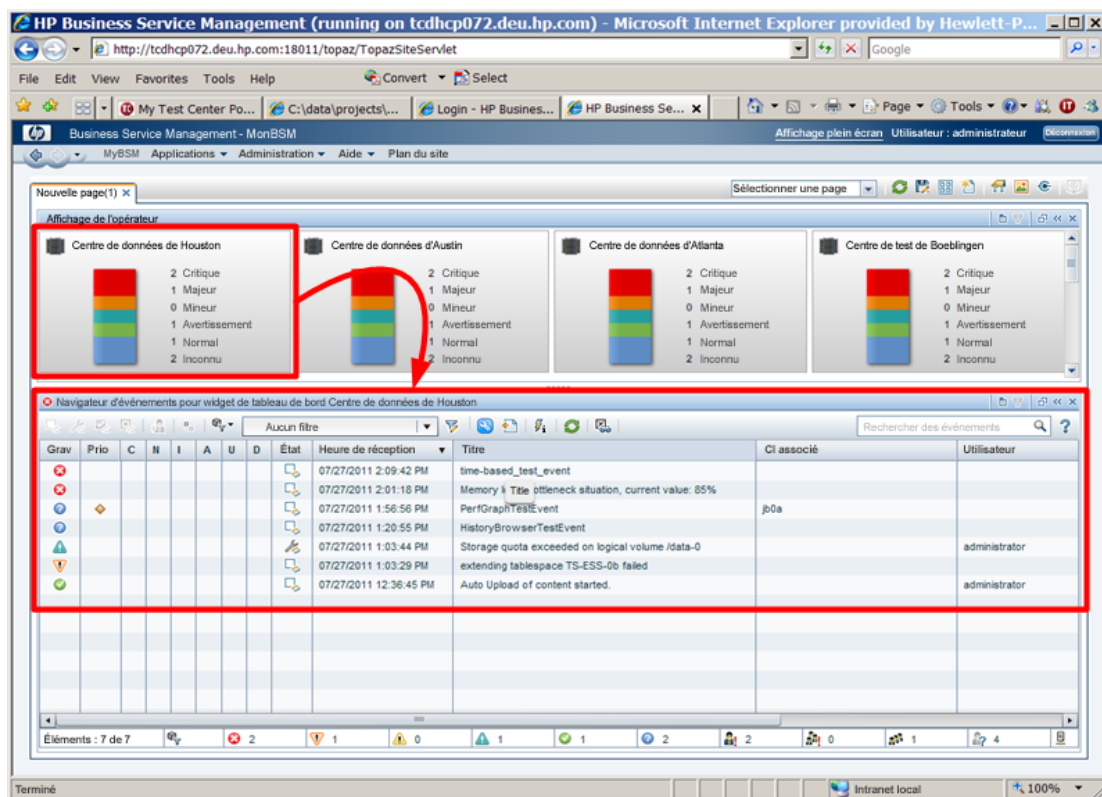 HP Business Service Management (running on tcdhcp072.deu.hp.com) - Microsoft Internet Explorer provided by Hewlett-P...
http://tcdhcp072.deu.hp.com:18011/topaz/TopazSiteServlet
Google
File Edit View Favorites Tools Help Convert Select
My Test Center Po... C:\data\projects\... Login - HP Busines... HP Business Se... Page Tools
Business Service Management - MonBSM Affichage plein écran Utilisateur : administrateur Déconnexion
MyBSM Applications Administration Aide Plan du site
Nouvelle page(1) Sélectionner une page
Affichage de l'opérateur
Centre de données de Houston Centre de données d'Austin Centre de données d'Atlanta Centre de test de Boeblingen
2 Critique 2 Critique 2 Critique 2 Critique
1 Majeur 1 Majeur 1 Majeur 1 Majeur
0 Mineur 0 Mineur 0 Mineur 0 Mineur
1 Avertissement 1 Avertissement 1 Avertissement 1 Avertissement
1 Normal 1 Normal 1 Normal 1 Normal
2 Inconnu 2 Inconnu 2 Inconnu 2 Inconnu
Navigateur d'événements pour widget de tableau de bord Centre de données de Houston
Aucun filtre Rechercher des événements
Grav Prio C N I A U D État Heure de réception Titre CI associé Utilisateur
07/27/2011 2:09:42 PM time-based_test_event
07/27/2011 2:01:18 PM Memory Title ottleneck situation, current value: 85%
07/27/2011 1:56:56 PM PerfGraphTestEvent jb0a
07/27/2011 1:20:55 PM HistoryBrowserTestEvent
07/27/2011 1:03:44 PM Storage quota exceeded on logical volume /data-0 administrator
07/27/2011 1:03:29 PM extending tablespace TS-ESS-0b failed
07/27/2011 12:36:45 PM Auto Upload of content started. administrator
Éléments : 7 de 7 2 1 0 1 1 2 2 0 1 4
Terminé Intranet local 100%